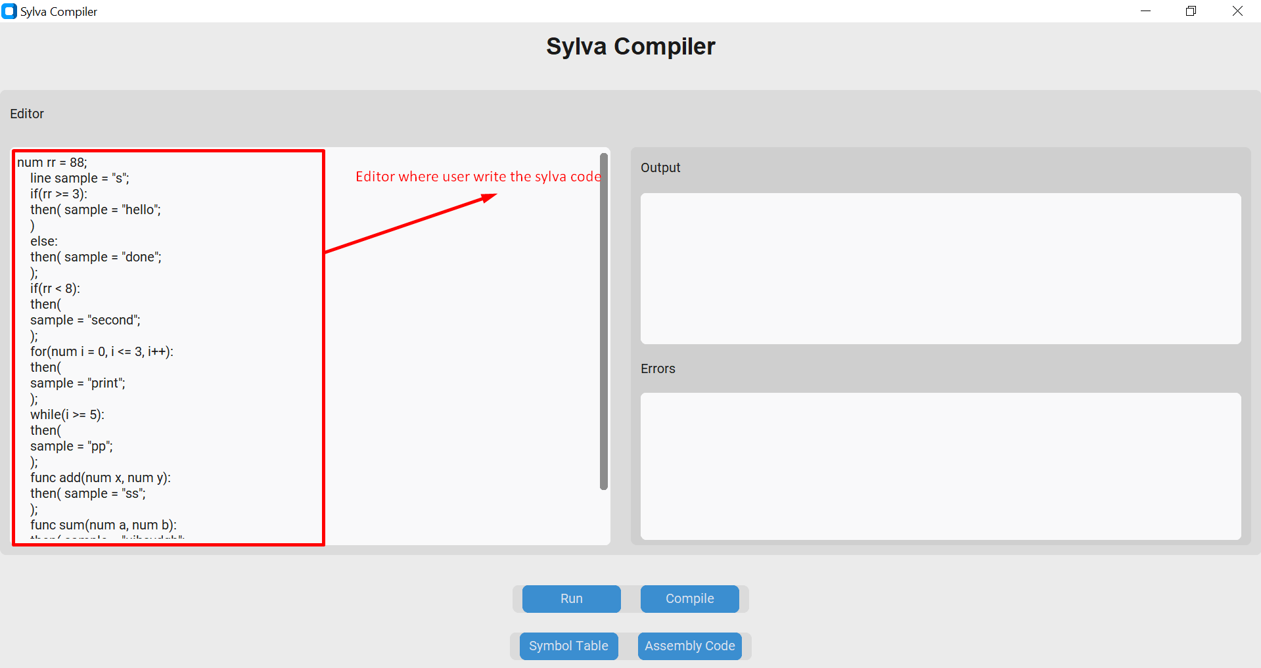 Sylva Compiler
Sylva Compiler
Editor
num rr = 88;
line sample = "s";
if(rr >= 3):
then( sample = "hello";
)
else:
then( sample = "done";
);
if(rr < 8):
then(
sample = "second";
);
for(num i = 0, i <= 3, i++):
then(
sample = "print";
);
while(i >= 5):
then(
sample = "pp";
);
func add(num x, num y):
then( sample = "ss";
);
func sum(num a, num b):
then( sample =
Editor where user write the sylva code
Output
Errors
Run
Compile
Symbol Table
Assembly Code